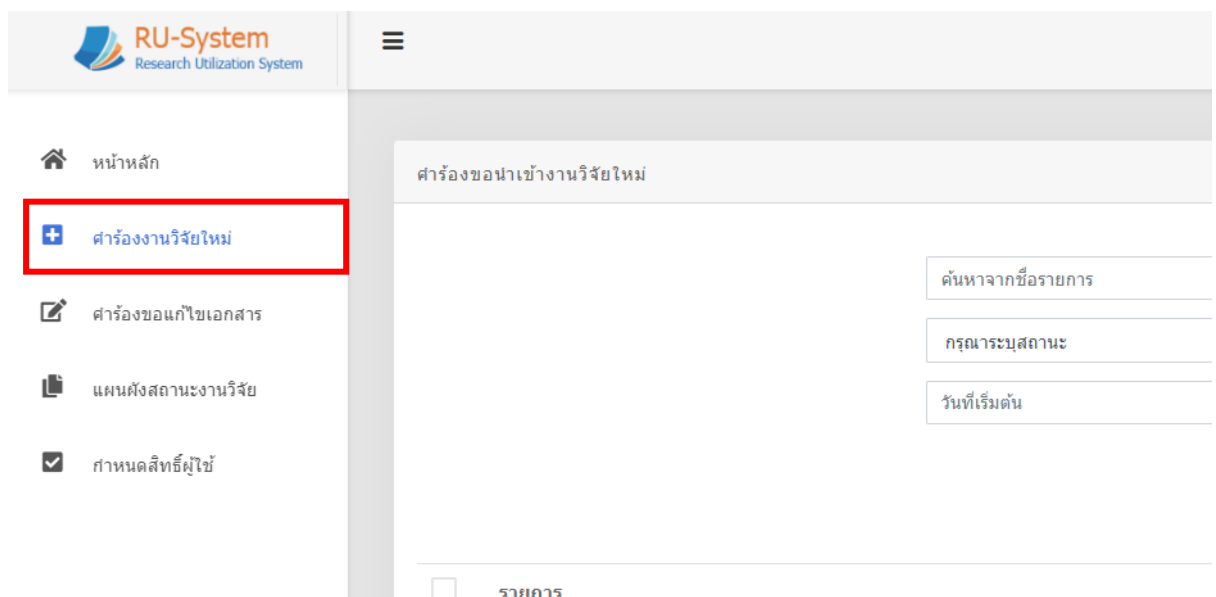 RU-System
Research Utilization System
หน้าหลัก
คำร้องขอนำเข้างานวิจัยใหม่
คำร้องงานวิจัยใหม่
ค้นหาจากชื่อรายการ
คำร้องขอแก้ไขเอกสาร
กรุณาระบุสถานะ
แผนผังสถานะงานวิจัย
วันที่เริ่มต้น
กำหนดสิทธิ์ผู้ใช้
รายการ